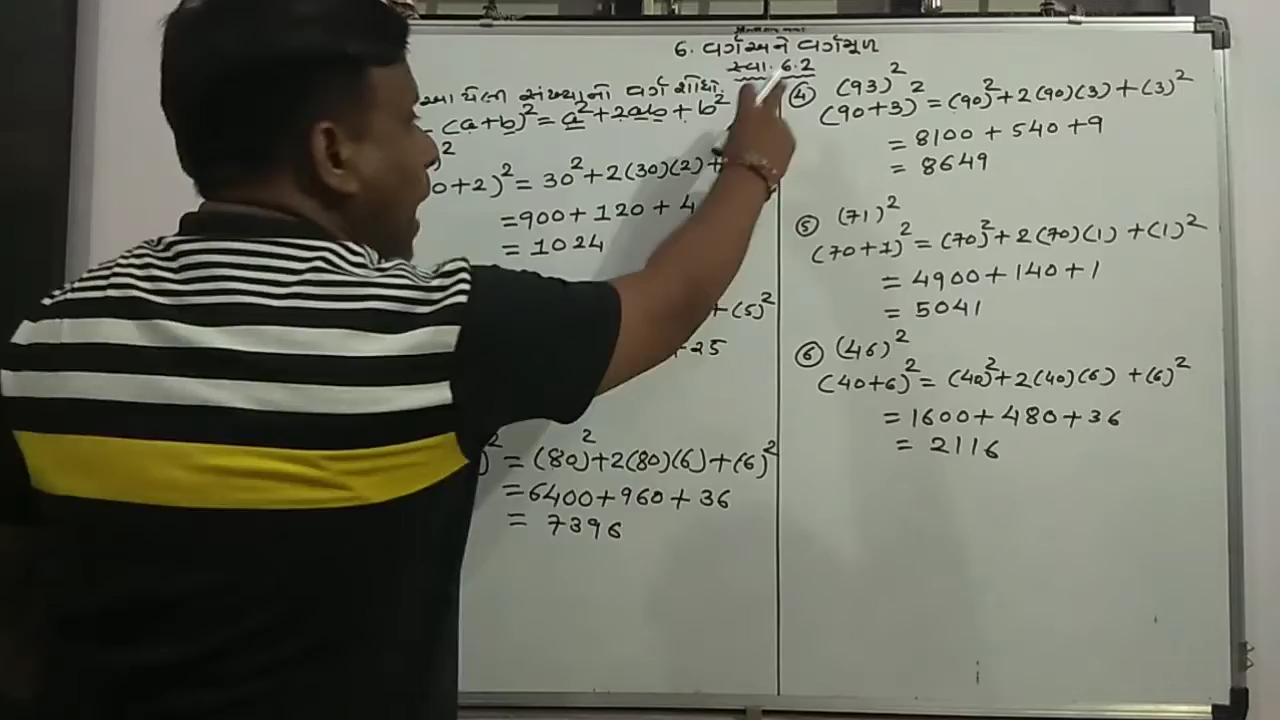 6. વર્ગ અને વર્ગમૂળ
સ્વા. 6.2
સંખ્યાનો વર્ગ શોધો.
(a+b)² = a² + 2ab + b²
)²
0+2)² = 30² + 2(30)(2) +
= 900 + 120 + 4
= 1024
+(5)²
+25
)² = (80)² + 2(80)(6) + (6)²
= 6400 + 960 + 36
= 7396
④ (93)²
(90+3)² = (90)² + 2(90)(3) + (3)²
= 8100 + 540 + 9
= 8649
⑤ (71)²
(70+1)² = (70)² + 2(70)(1) + (1)²
= 4900 + 140 + 1
= 5041
⑥ (46)²
(40+6)² = (40)² + 2(40)(6) + (6)²
= 1600 + 480 + 36
= 2116